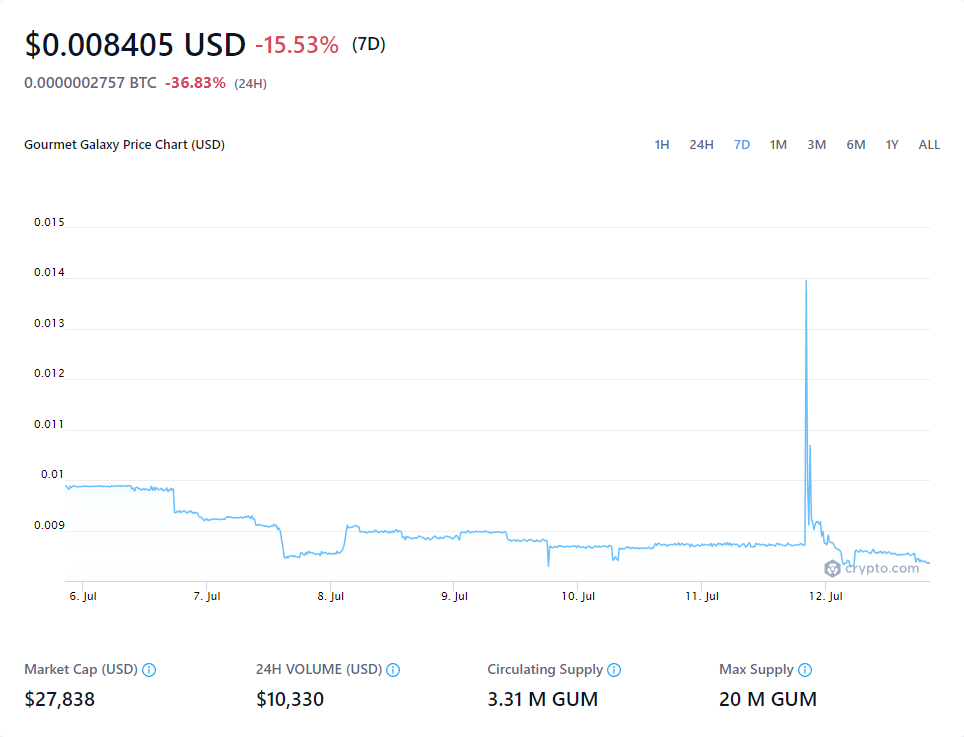 $0.008405 USD -15.53% (7D)
0.0000002757 BTC -36.83% (24H)
Gourmet Galaxy Price Chart (USD) 1H 24H 7D 1M 3M 6M 1Y ALL
0.015
0.014
0.013
0.012
0.011
0.01
0.009
crypto.com
6. Jul 7. Jul 8. Jul 9. Jul 10. Jul 11. Jul 12. Jul
Market Cap (USD) 24H VOLUME (USD) Circulating Supply Max Supply
$27,838 $10,330 3.31 M GUM 20 M GUM